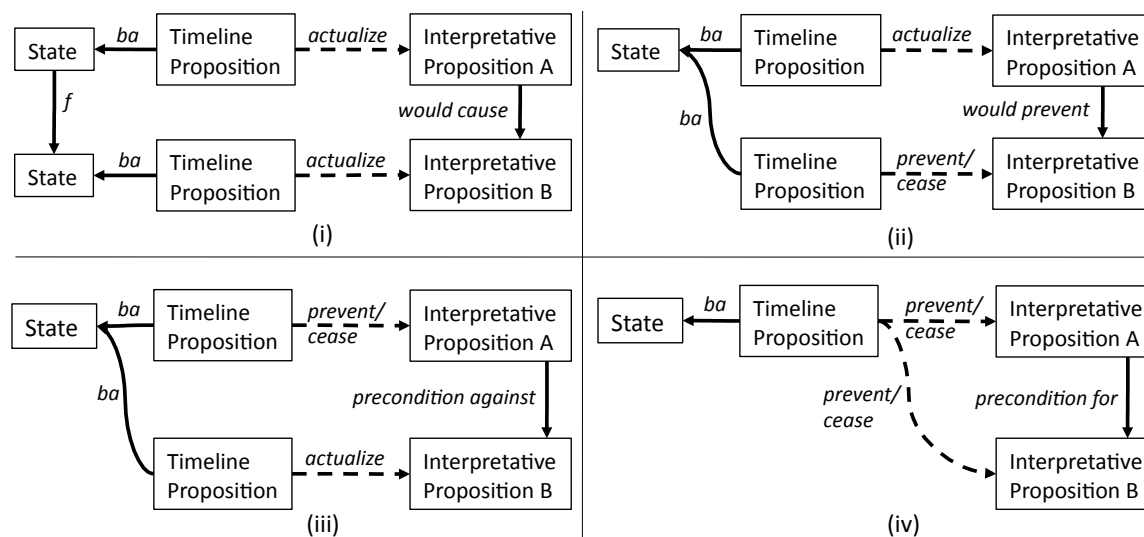 State
ba
Timeline
Proposition
actualize
Interpretative
Proposition A
f
would cause
State
ba
Timeline
Proposition
actualize
Interpretative
Proposition B
(i)
State
ba
Timeline
Proposition
actualize
Interpretative
Proposition A
ba
would prevent
Timeline
Proposition
prevent/
cease
Interpretative
Proposition B
(ii)
State
ba
Timeline
Proposition
prevent/
cease
Interpretative
Proposition A
ba
precondition against
Timeline
Proposition
actualize
Interpretative
Proposition B
(iii)
State
ba
Timeline
Proposition
prevent/
cease
Interpretative
Proposition A
prevent/
cease
precondition for
Interpretative
Proposition B
(iv)